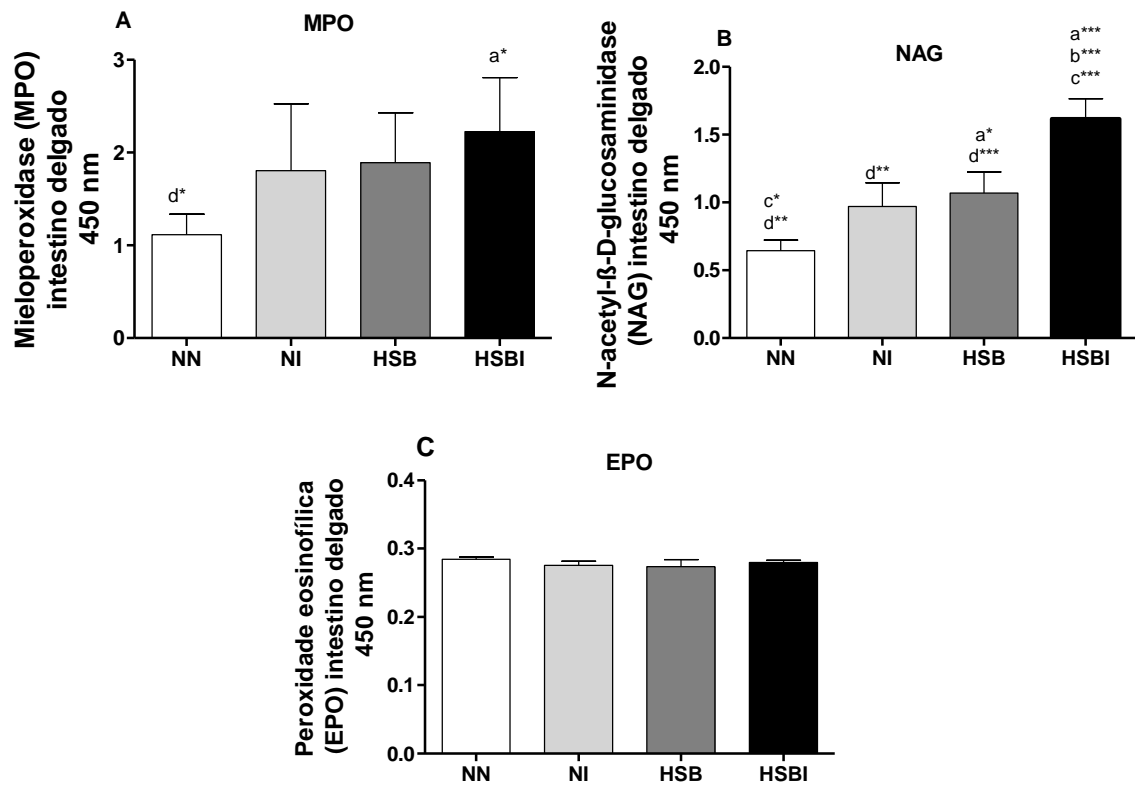 A
MPO
Mieloperoxidase (MPO)
intestino delgado
450 nm
3
2
1
0
d*
a*
NN NI HSB HSBI
B
NAG
N-acetyl-ß-D-glucosaminidase
(NAG) intestino delgado
450 nm
2.0
1.5
1.0
0.5
0.0
c*
d**
d**
a*
d***
a***
b***
c***
NN NI HSB HSBI
C
EPO
Peroxidade eosinofílica
(EPO) intestino delgado
450 nm
0.4
0.3
0.2
0.1
0.0
NN NI HSB HSBI